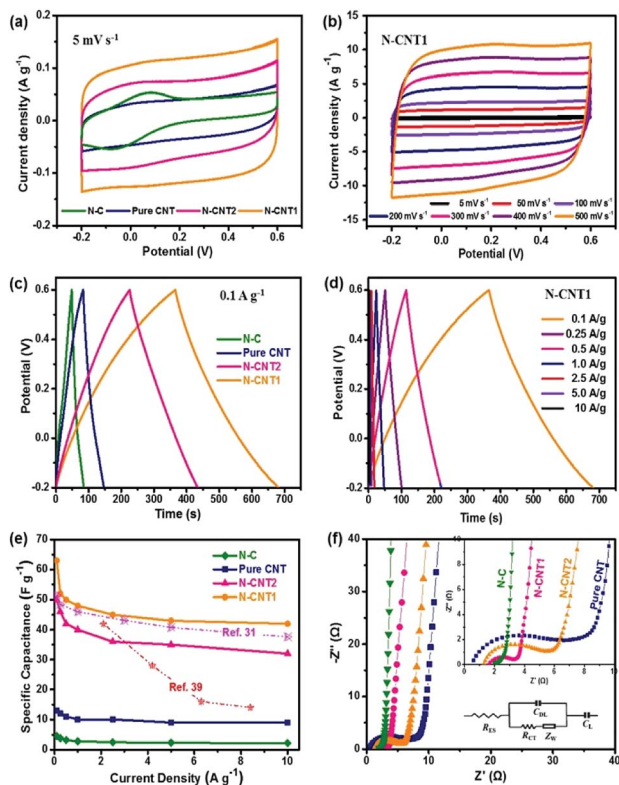 (a)
5 mV s⁻¹
Current density (A g⁻¹)
0.2
0.1
0.0
-0.1
-0.2
-0.2 0.0 0.2 0.4 0.6
Potential (V)
N-C Pure CNT N-CNT2 N-CNT1
(b)
N-CNT1
Current density (A g⁻¹)
15
10
5
0
-5
-10
-15
-0.2 0.0 0.2 0.4 0.6
Potential (V)
5 mV s⁻¹ 50 mV s⁻¹ 100 mV s⁻¹
200 mV s⁻¹ 300 mV s⁻¹ 400 mV s⁻¹ 500 mV s⁻¹
(c)
0.1 A g⁻¹
N-C
Pure CNT
N-CNT2
N-CNT1
Potential (V)
0.6
0.4
0.2
0.0
-0.2
0 100 200 300 400 500 600 700
Time (s)
(d)
N-CNT1
0.1 A/g
0.25 A/g
0.5 A/g
1.0 A/g
2.5 A/g
5.0 A/g
10 A/g
Potential (V)
0.6
0.4
0.2
0.0
-0.2
0 100 200 300 400 500 600 700
Time (s)
(e)
N-C
Pure CNT
N-CNT2
N-CNT1
Ref. 31
Ref. 39
Specific Capacitance (F g⁻¹)
70
60
50
40
30
20
10
0
0 2 4 6 8 10
Current Density (A g⁻¹)
(f)
-Z'' (Ω)
40
30
20
10
0
0 10 20 30 40
Z' (Ω)
N-C
N-CNT1
N-CNT2
Pure CNT
-Z'' (Ω)
10
8
6
4
2
0
0 2 4 6 8 10
Z' (Ω)
R_ES
C_DL
R_CT
Z_W
C_L